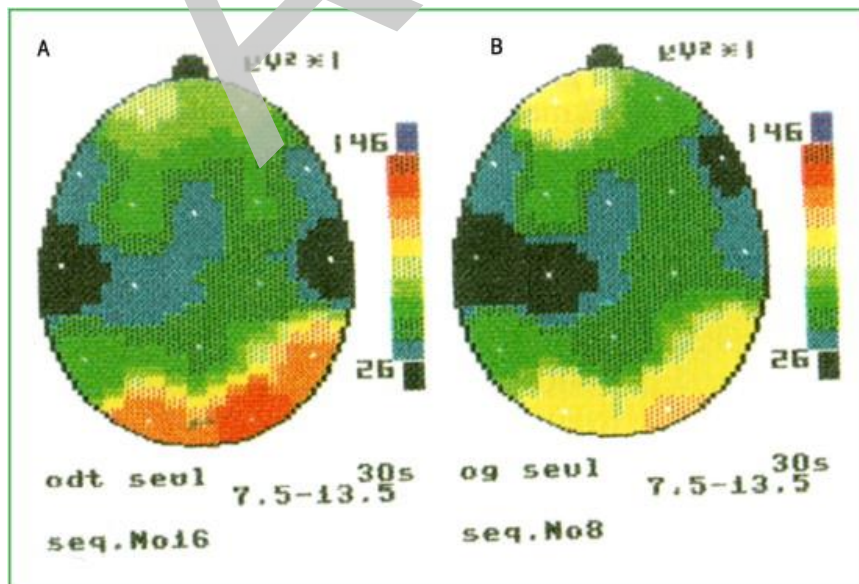 A
B
µV² *1
µV² *1
146
146
26
26
odt seul 30s
7.5-13.5
seq.No16
og seul 30s
7.5-13.5
seq.No8